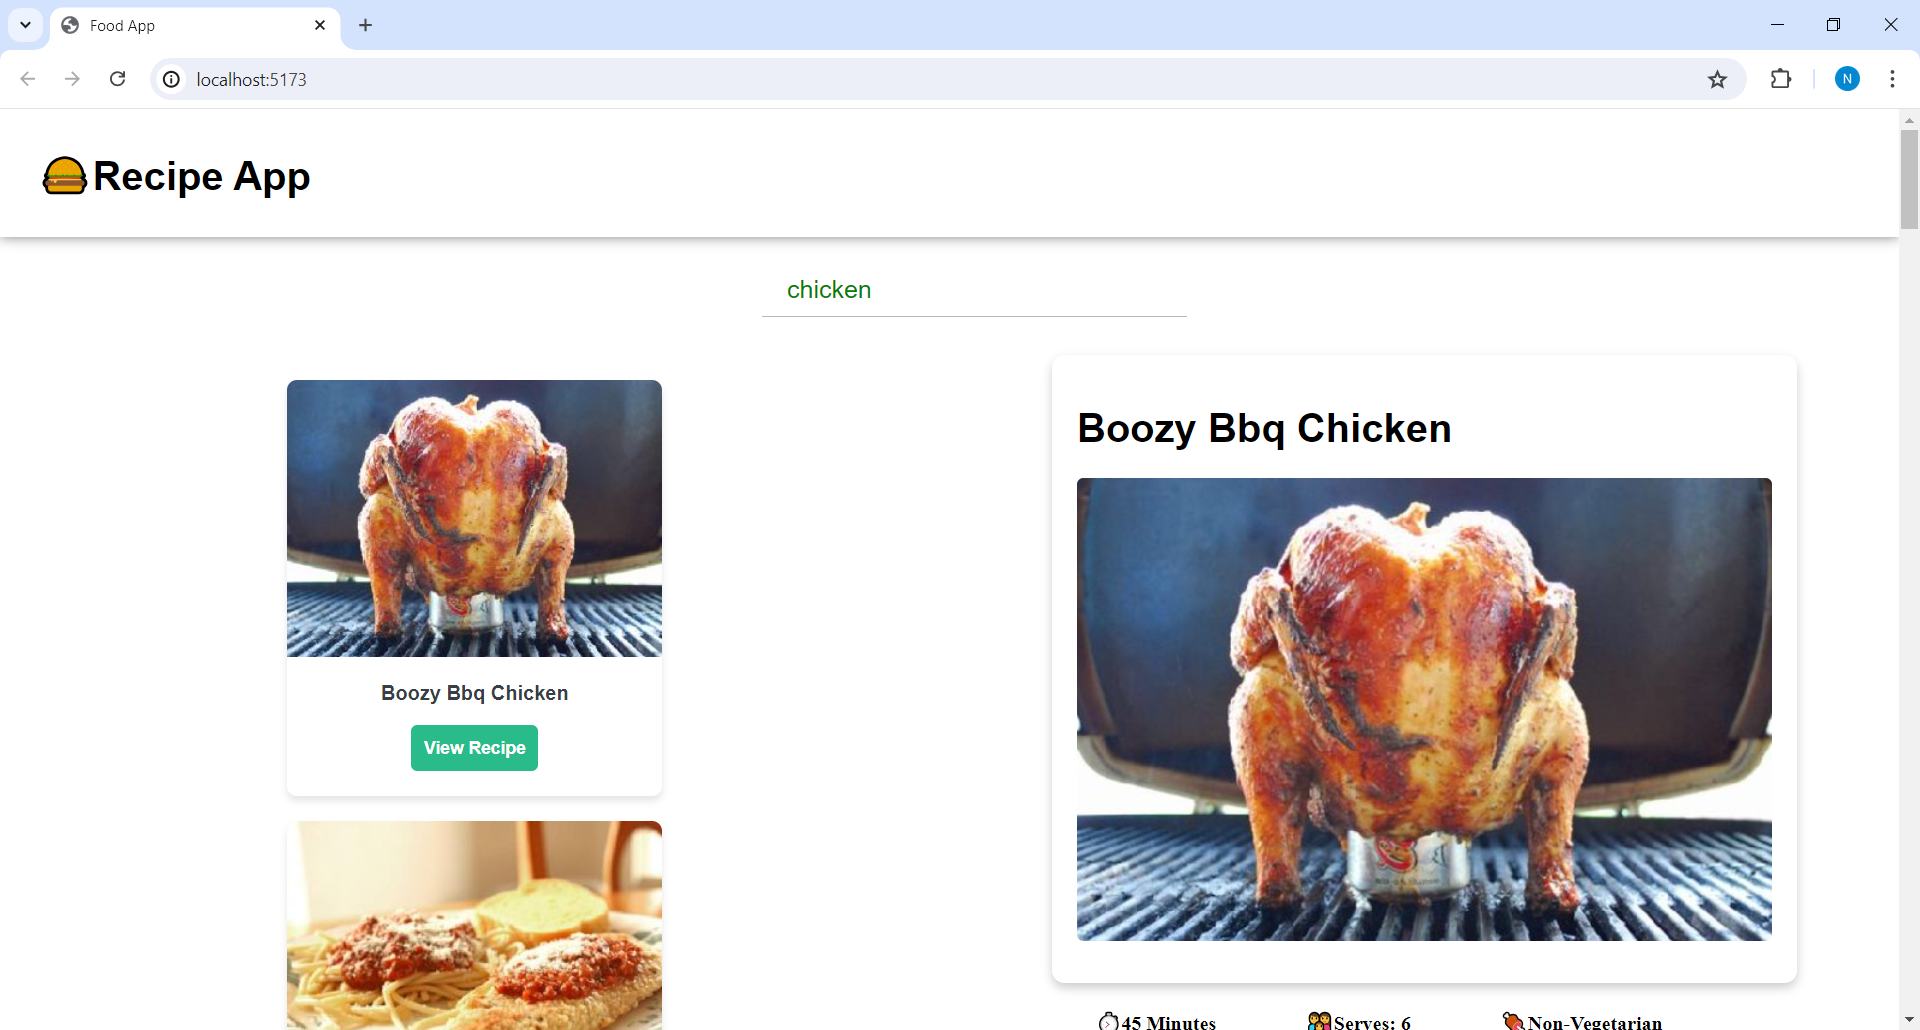 Food App
localhost:5173
N
Recipe App
chicken
Boozy Bbq Chicken
View Recipe
Boozy Bbq Chicken
45 Minutes
Serves: 6
Non-Vegetarian